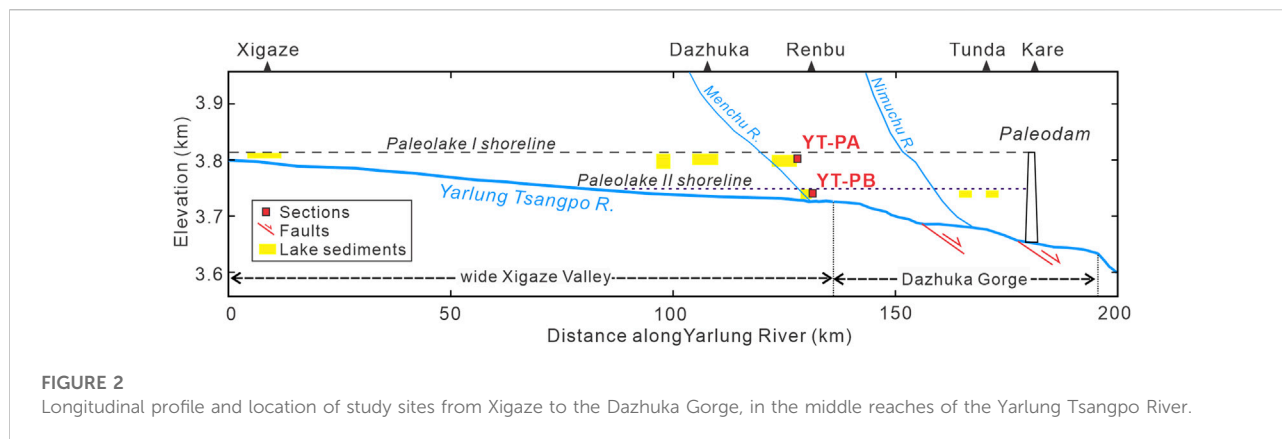 Xigaze Dazhuka Renbu Tunda Kare
3.9
3.8
3.7
3.6
Elevation (km)
Menchu R.
Nimuchu R
Paleodam
Paleolake I shoreline
YT-PA
Paleolake II shoreline
YT-PB
Yarlung Tsangpo R.
Sections
Faults
Lake sediments
wide Xigaze Valley
Dazhuka Gorge
0 50 100 150 200
Distance alongYarlung River (km)
FIGURE 2
Longitudinal profile and location of study sites from Xigaze to the Dazhuka Gorge, in the middle reaches of the Yarlung Tsangpo River.